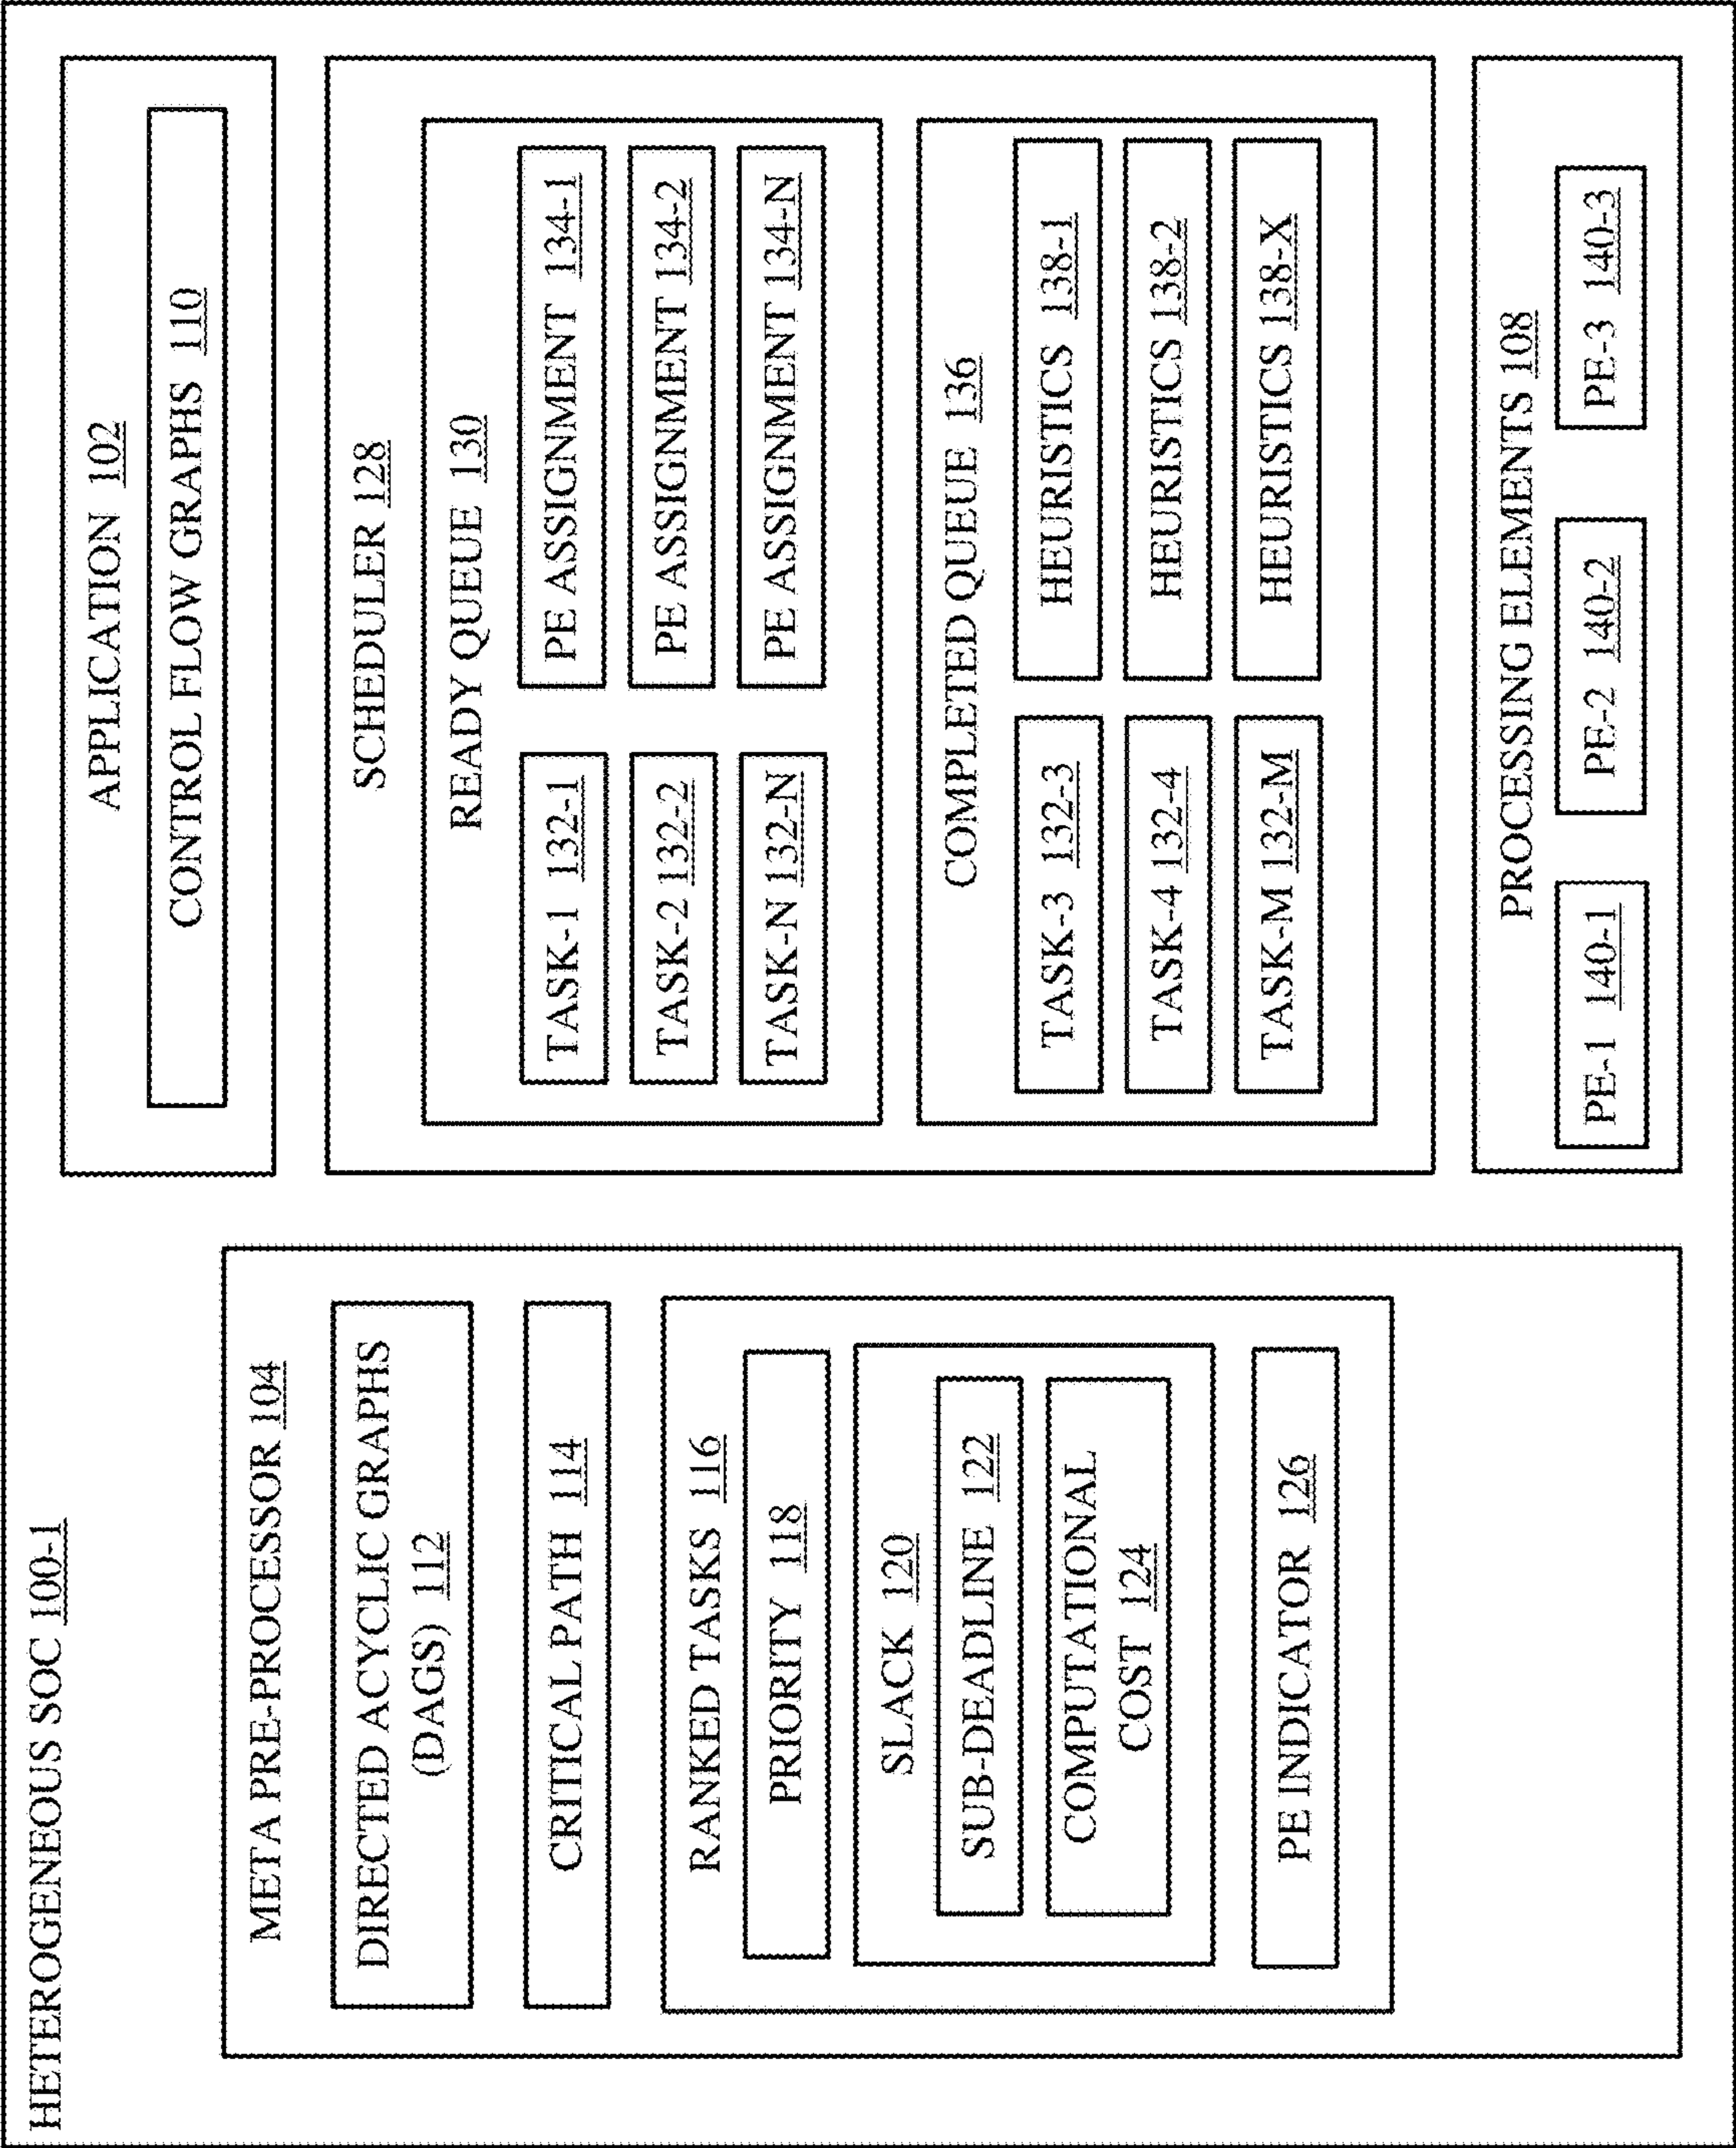 HETEROGENEOUS SOC 100-1
META PRE-PROCESSOR 104
DIRECTED ACYCLIC GRAPHS
(DAGS) 112
CRITICAL PATH 114
RANKED TASKS 116
PRIORITY 118
SLACK 120
SUB-DEADLINE 122
COMPUTATIONAL
COST 124
PE INDICATOR 126
APPLICATION 102
CONTROL FLOW GRAPHS 110
SCHEDULER 128
READY QUEUE 130
TASK-1 132-1
PE ASSIGNMENT 134-1
TASK-2 132-2
PE ASSIGNMENT 134-2
TASK-N 132-N
PE ASSIGNMENT 134-N
COMPLETED QUEUE 136
TASK-3 132-3
HEURISTICS 138-1
TASK-4 132-4
HEURISTICS 138-2
TASK-M 132-M
HEURISTICS 138-X
PROCESSING ELEMENTS 108
PE-1 140-1
PE-2 140-2
PE-3 140-3